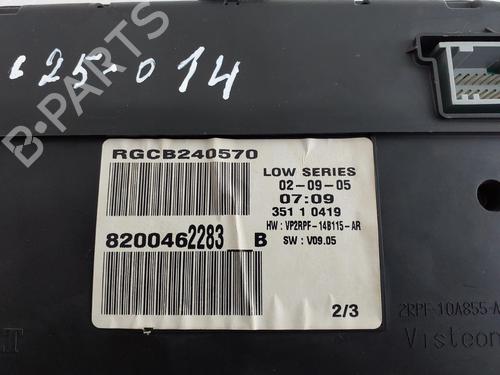 625-014
RGCB240570
LOW SERIES
02-09-05
07:09
351 1 0419
HW : VP2RPF-14B115-AR
SW : V09.05
8200462283__B
2/3
2RPF-10A855-A
Visteon
B-PARTS